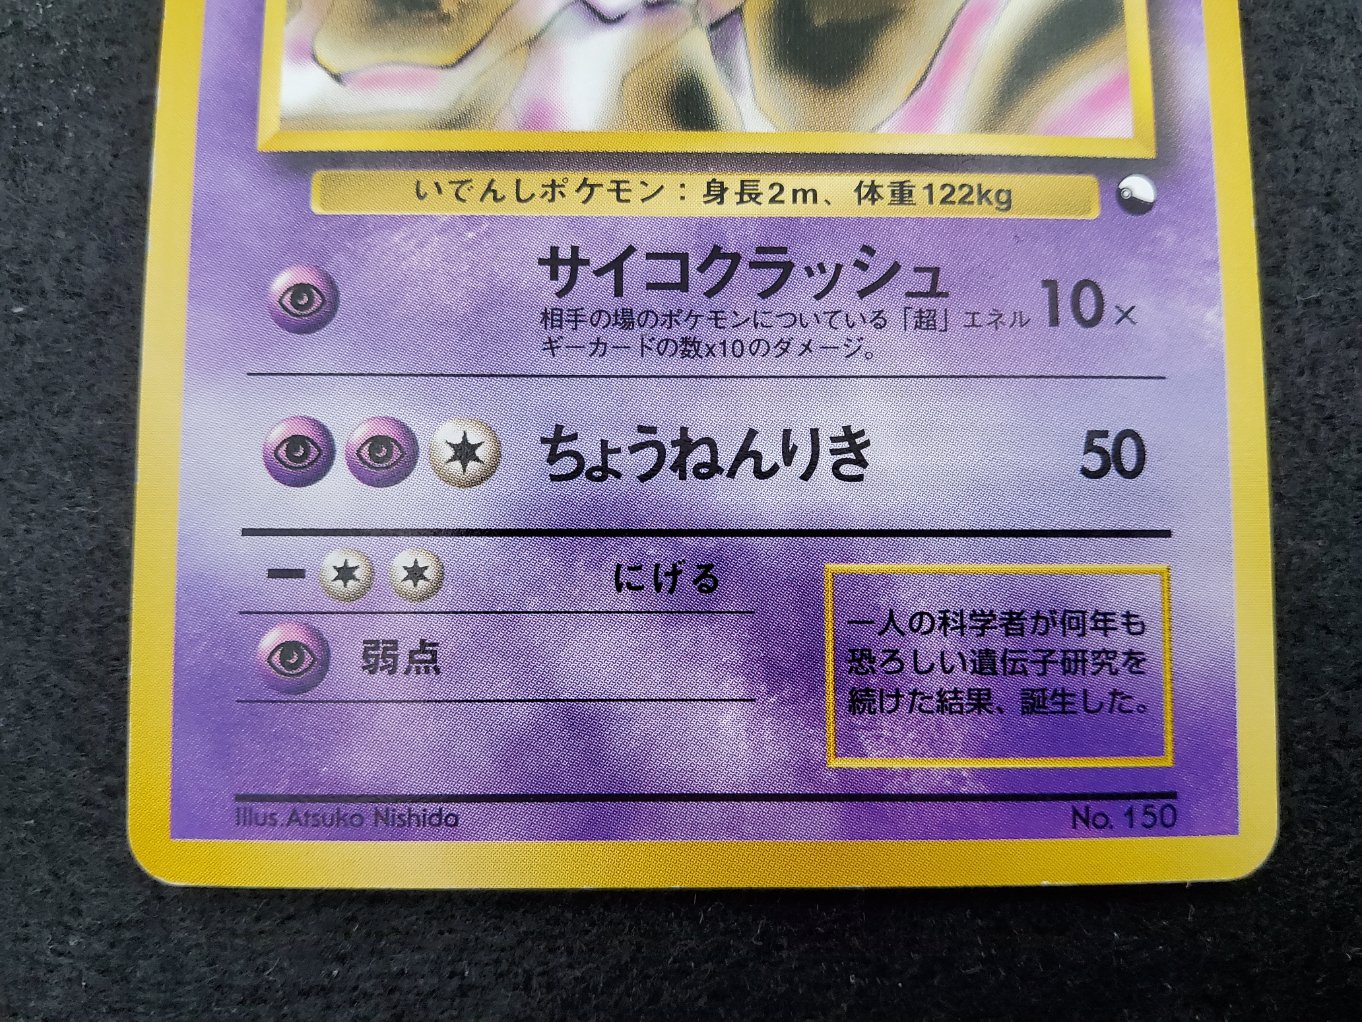 いでんしポケモン：身長2m、体重122kg
サイコクラッシュ 10×
相手の場のポケモンについている「超」エネル
ギーカードの数x10のダメージ。
ちょうねんりき 50
にげる
弱点
一人の科学者が何年も
恐ろしい遺伝子研究を
続けた結果、誕生した。
Illus.Atsuko Nishida No. 150